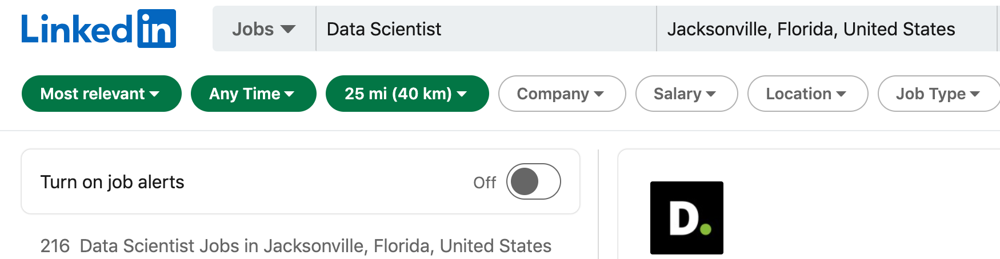 LinkedIn Jobs Data Scientist Jacksonville, Florida, United States
Most relevant Any Time 25 mi (40 km) Company Salary Location Job Type
Turn on job alerts Off
D.
216 Data Scientist Jobs in Jacksonville, Florida, United States